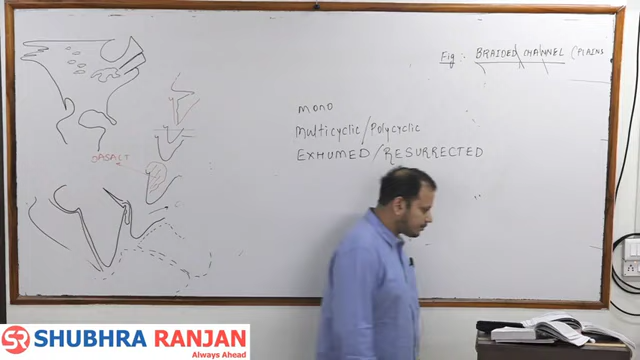 Fig :- BRAIDED CHANNEL (PLAINS
mono
Multicyclic/Polycyclic
EXHUMED/RESURRECTED
BASALT
SR SHUBHRA RANJAN
Always Ahead